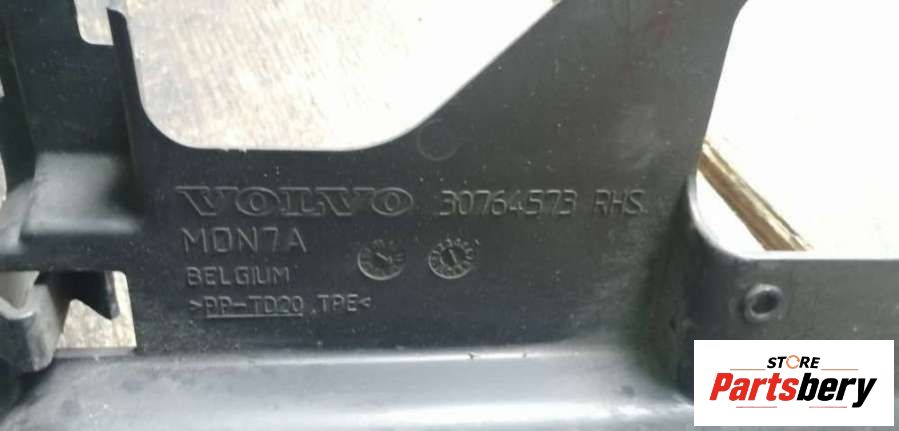 VOLVO 30764573 RHS
MON7A
BELGIUM
>PP-TD20 TPE<
STORE
Partsbery